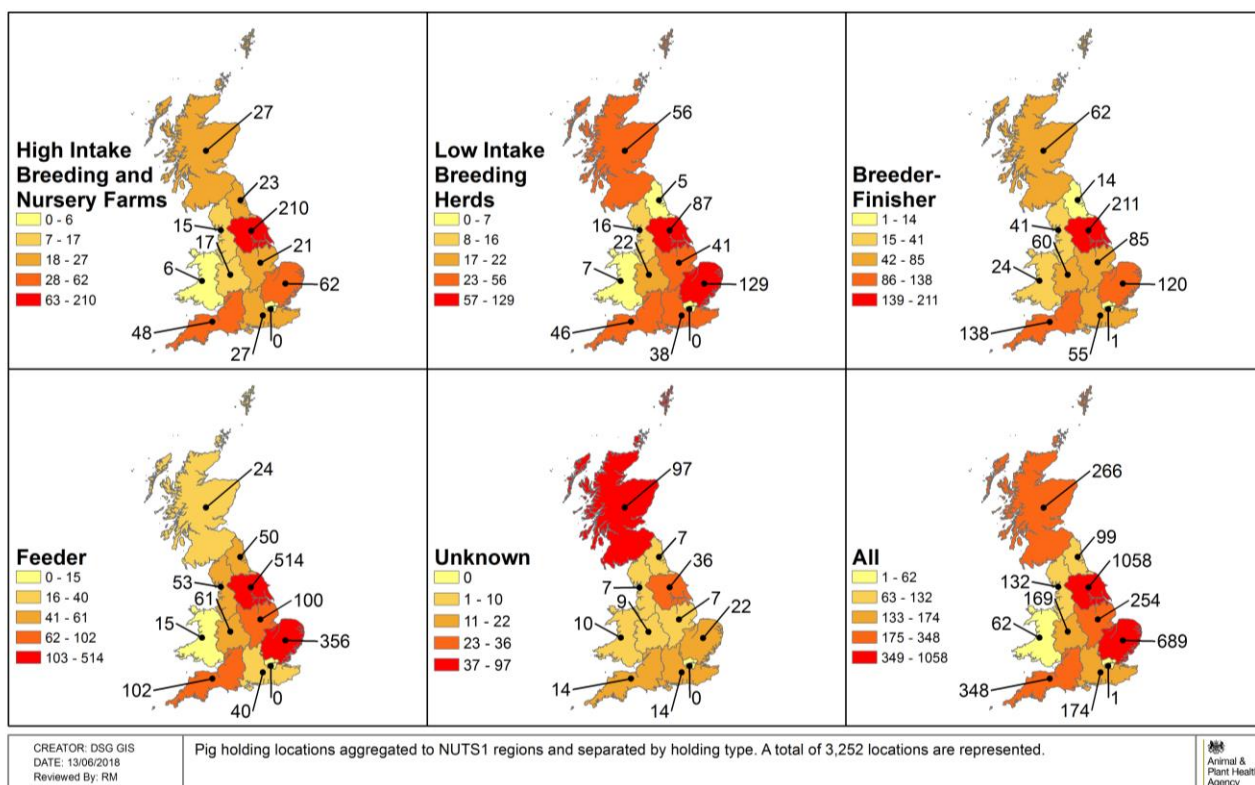 High Intake
Breeding and
Nursery Farms
0 - 6
7 - 17
18 - 27
28 - 62
63 - 210
27
23
210
15
17
21
6
62
48
27
0
Low Intake
Breeding
Herds
0 - 7
8 - 16
17 - 22
23 - 56
57 - 129
56
5
87
16
22
41
7
129
46
38
0
Breeder-
Finisher
1 - 14
15 - 41
42 - 85
86 - 138
139 - 211
62
14
211
41
60
85
24
120
138
55
1
Feeder
0 - 15
16 - 40
41 - 61
62 - 102
103 - 514
24
50
514
53
61
100
15
356
102
40
0
Unknown
0
1 - 10
11 - 22
23 - 36
37 - 97
97
7
36
7
9
7
10
22
14
14
0
All
1 - 62
63 - 132
133 - 174
175 - 348
349 - 1058
266
99
1058
132
169
254
62
689
348
174
1
CREATOR: DSG GIS
DATE: 13/06/2018
Reviewed By: RM
Pig holding locations aggregated to NUTS1 regions and separated by holding type. A total of 3,252 locations are represented.
Animal &
Plant Health
Agency